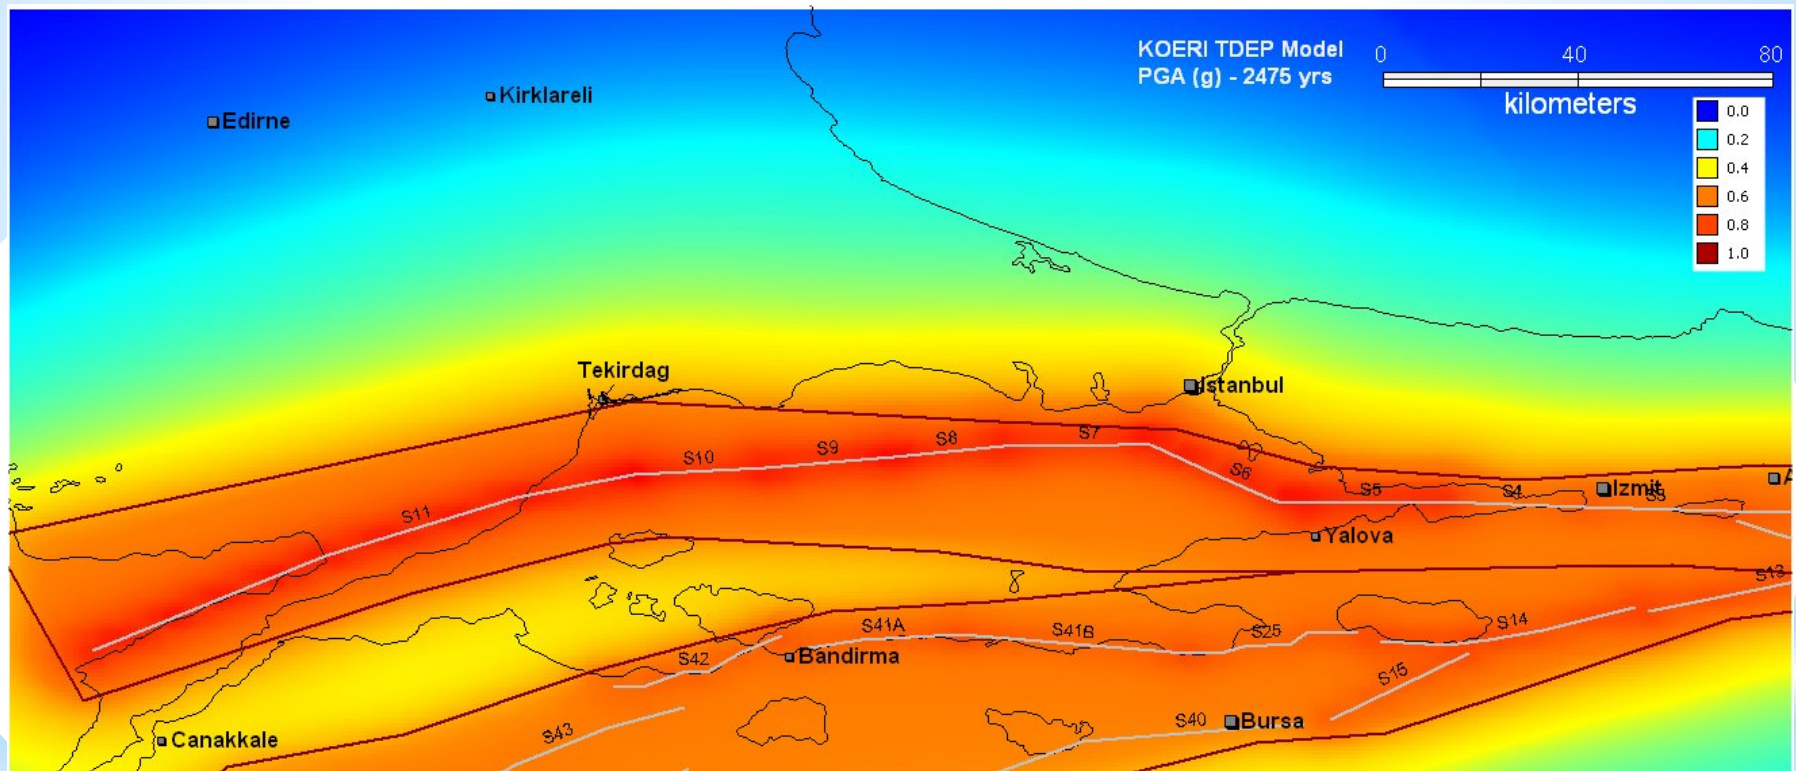 KOERI TDEP Model
PGA (g) - 2475 yrs
0 40 80
kilometers
0.0
0.2
0.4
0.6
0.8
1.0
Kirklareli
Edirne
Tekirdag
Istanbul
S7
S8
S9
S10
S6
S11
S5
S4
Izmit
S3
A
Yalova
S13
S14
S41A
S41B
S25
S42
Bandirma
S15
S40
Bursa
S43
Canakkale